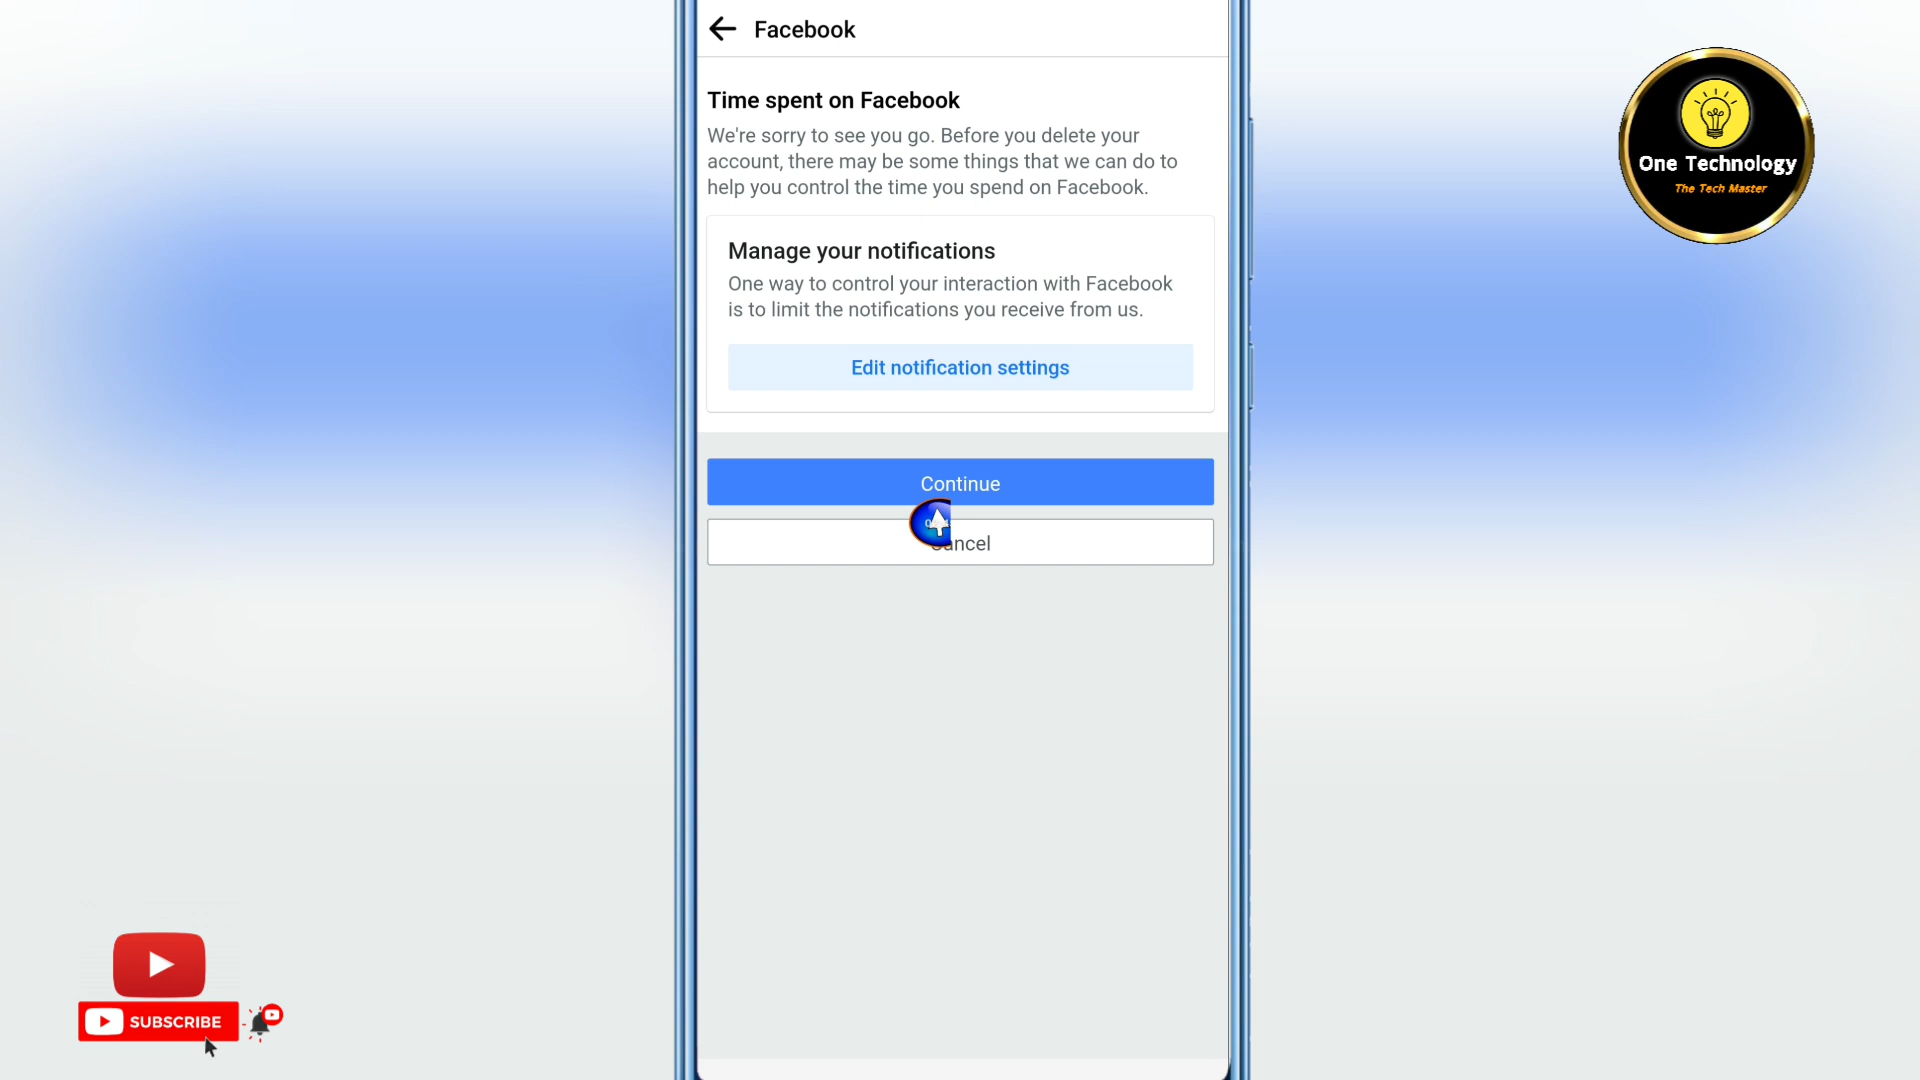 Facebook
Time spent on Facebook
We're sorry to see you go. Before you delete your
account, there may be some things that we can do to
help you control the time you spend on Facebook.
Manage your notifications
One way to control your interaction with Facebook
is to limit the notifications you receive from us.
Edit notification settings
Continue
Cancel
One Technology
The Tech Master
SUBSCRIBE